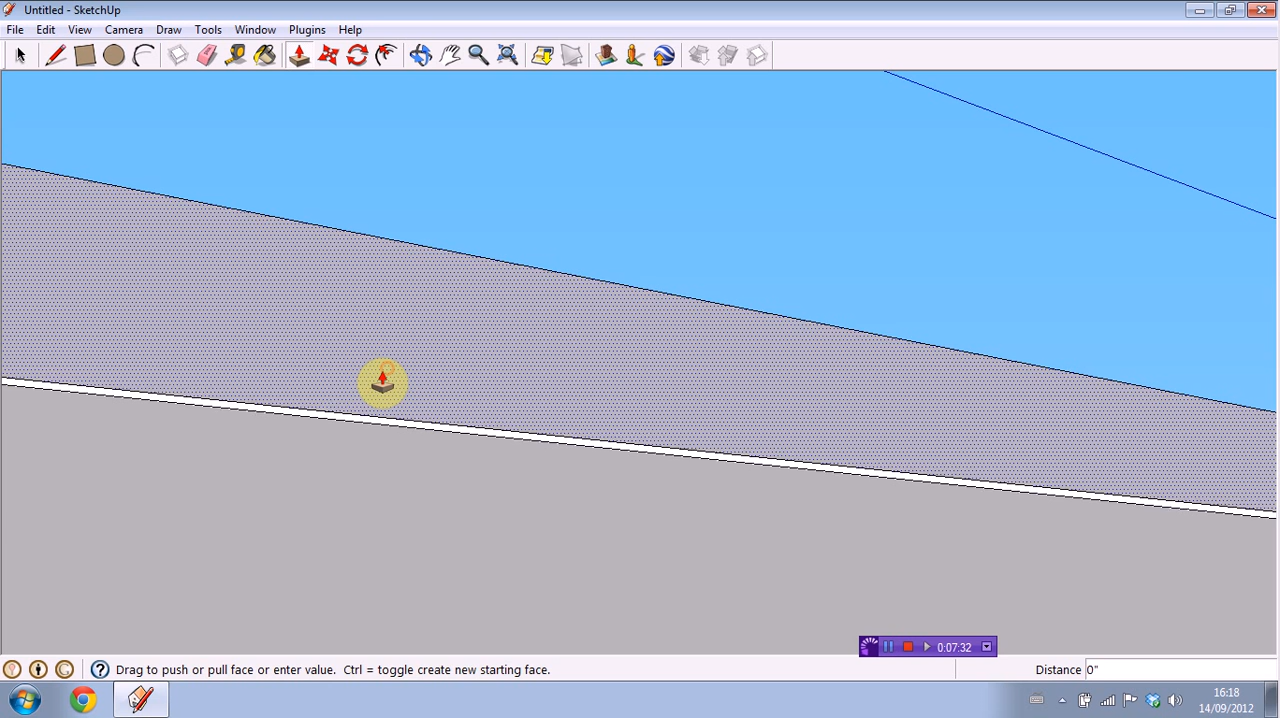 Untitled - SketchUp
File Edit View Camera Draw Tools Window Plugins Help
0:07:32
Drag to push or pull face or enter value. Ctrl = toggle create new starting face.
Distance 0"
16:18
14/09/2012